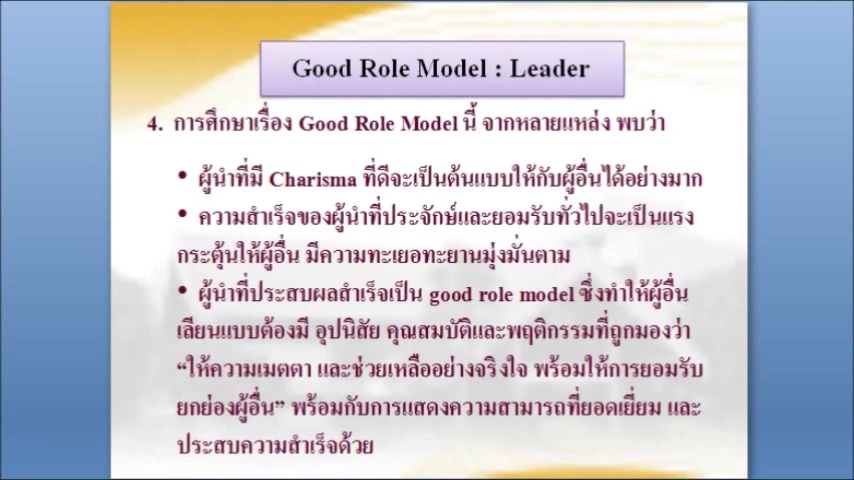 Good Role Model : Leader
4. การศึกษาเรื่อง Good Role Model นี้ จากหลายแหล่ง พบว่า
• ผู้นำที่มี Charisma ที่ดีจะเป็นต้นแบบให้กับผู้อื่นได้อย่างมาก
• ความสำเร็จของผู้นำที่ประจักษ์และยอมรับทั่วไปจะเป็นแรง
กระตุ้นให้ผู้อื่น มีความทะเยอทะยานมุ่งมั่นตาม
• ผู้นำที่ประสบผลสำเร็จเป็น good role model ซึ่งทำให้ผู้อื่น
เลียนแบบต้องมี อุปนิสัย คุณสมบัติและพฤติกรรมที่ถูกมองว่า
“ให้ความเมตตา และช่วยเหลืออย่างจริงใจ พร้อมให้การยอมรับ
ยกย่องผู้อื่น” พร้อมกับการแสดงความสามารถที่ยอดเยี่ยม และ
ประสบความสำเร็จด้วย